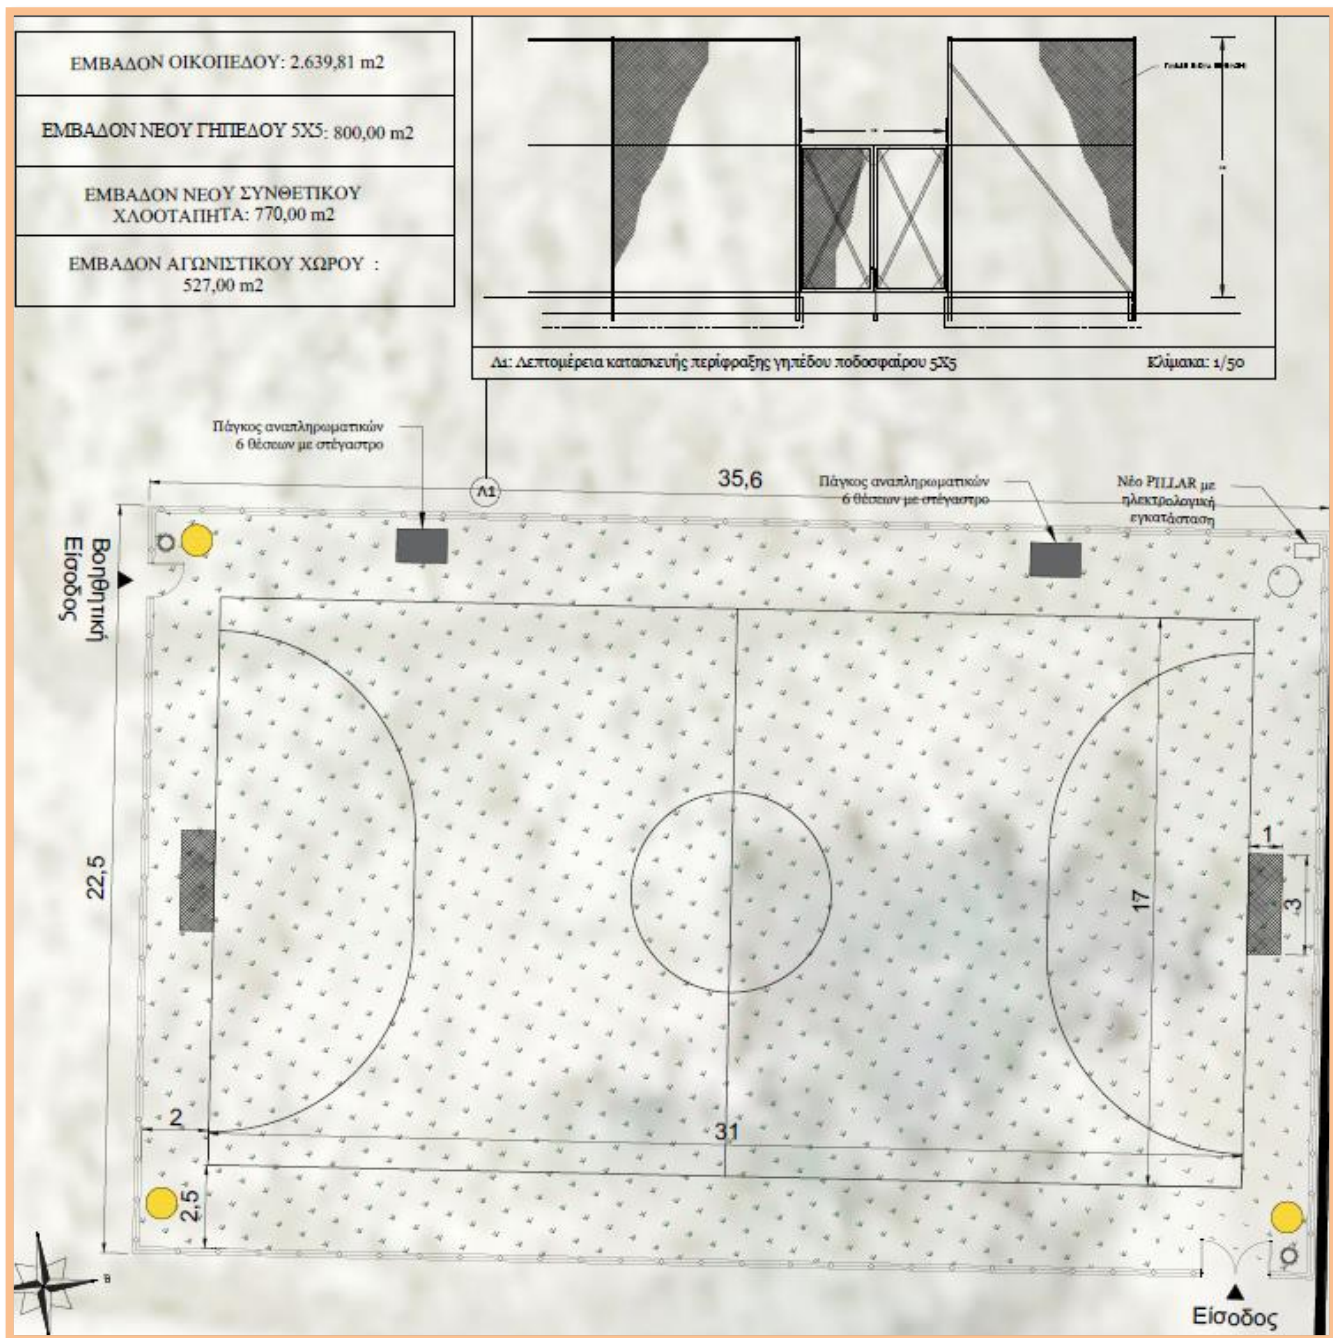 ΕΜΒΑΔΟΝ ΟΙΚΟΠΕΔΟΥ: 2.639,81 m2
ΕΜΒΑΔΟΝ ΝΕΟΥ ΓΗΠΕΔΟΥ 5Χ5: 800,00 m2
ΕΜΒΑΔΟΝ ΝΕΟΥ ΣΥΝΘΕΤΙΚΟΥ
ΧΛΟΟΤΑΠΗΤΑ: 770,00 m2
ΕΜΒΑΔΟΝ ΑΓΩΝΙΣΤΙΚΟΥ ΧΩΡΟΥ :
527,00 m2
Λ1: Λεπτομέρεια κατασκευής περίφραξης γηπέδου ποδοσφαίρου 5Χ5
Κλίμακα: 1/50
Πάγκος αναπληρωματικών
6 θέσεων με στέγαστρο
Λ1
35,6
Πάγκος αναπληρωματικών
6 θέσεων με στέγαστρο
Νέο PILLAR με
ηλεκτρολογική
εγκατάσταση
Βοηθητική
Είσοδος
22,5
17
1
3
2
31
2,5
Β
Είσοδος